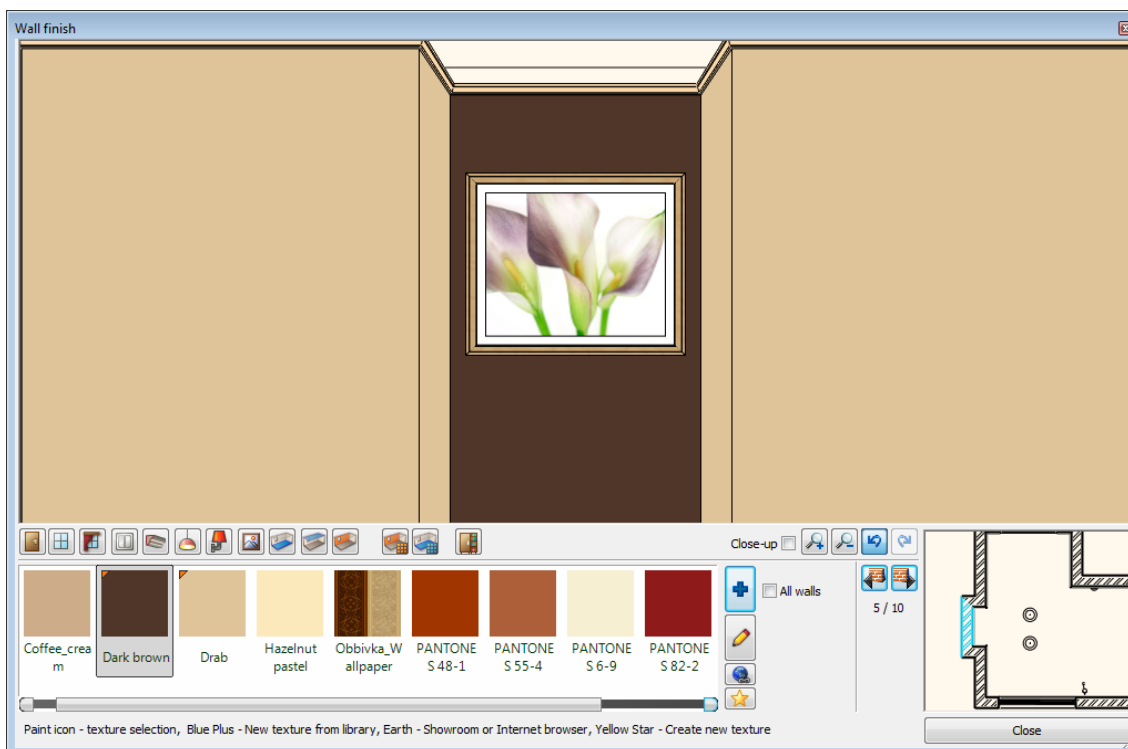 Wall finish
Close-up
All walls
5 / 10
Coffee_crea
m
Dark brown
Drab
Hazelnut
pastel
Obbivka_W
allpaper
PANTONE
S 48-1
PANTONE
S 55-4
PANTONE
S 6-9
PANTONE
S 82-2
Paint icon - texture selection,  Blue Plus - New texture from library, Earth - Showroom or Internet browser, Yellow Star - Create new texture
Close